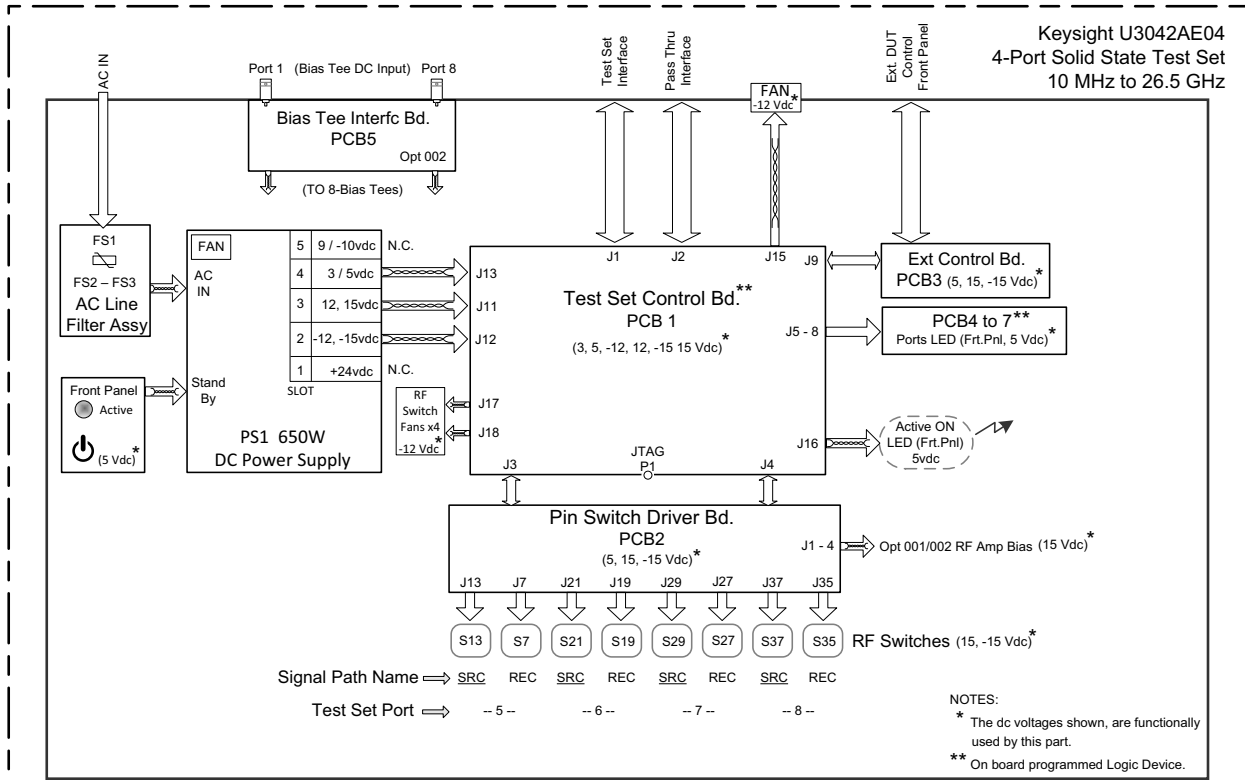 Keysight U3042AE04
4-Port Solid State Test Set
10 MHz to 26.5 GHz
AC IN
Port 1 (Bias Tee DC Input) Port 8
Test Set
Interface
Pass Thru
Interface
Ext. DUT
Control
Front Panel
FAN
-12 Vdc*
Bias Tee Interfc Bd.
PCB5
Opt 002
(TO 8-Bias Tees)
FS1
FS2 – FS3
AC Line
Filter Assy
FAN
AC
IN
5 9 / -10vdc N.C.
4 3 / 5vdc
3 12, 15vdc
2 -12, -15vdc
1 +24vdc N.C.
SLOT
Stand
By
PS1 650W
DC Power Supply
Front Panel
Active
(5 Vdc)*
J1 J2 J15 J9
J13
J11
J12
Test Set Control Bd.**
PCB 1
(3, 5, -12, 12, -15 15 Vdc)*
J5 - 8
J17
J18
J16
JTAG
P1
J3 J4
RF
Switch
Fans x4
-12 Vdc*
Ext Control Bd.
PCB3 (5, 15, -15 Vdc)*
PCB4 to 7**
Ports LED (Frt.Pnl, 5 Vdc)*
Active ON
LED (Frt.Pnl)
5vdc
Pin Switch Driver Bd.
PCB2
(5, 15, -15 Vdc)*
J1 - 4
Opt 001/002 RF Amp Bias (15 Vdc)*
J13 J7 J21 J19 J29 J27 J37 J35
S13 S7 S21 S19 S29 S27 S37 S35 RF Switches (15, -15 Vdc)*
Signal Path Name SRC REC SRC REC SRC REC SRC REC
Test Set Port -- 5 -- -- 6 -- -- 7 -- -- 8 --
NOTES:
* The dc voltages shown, are functionally
used by this part.
** On board programmed Logic Device.